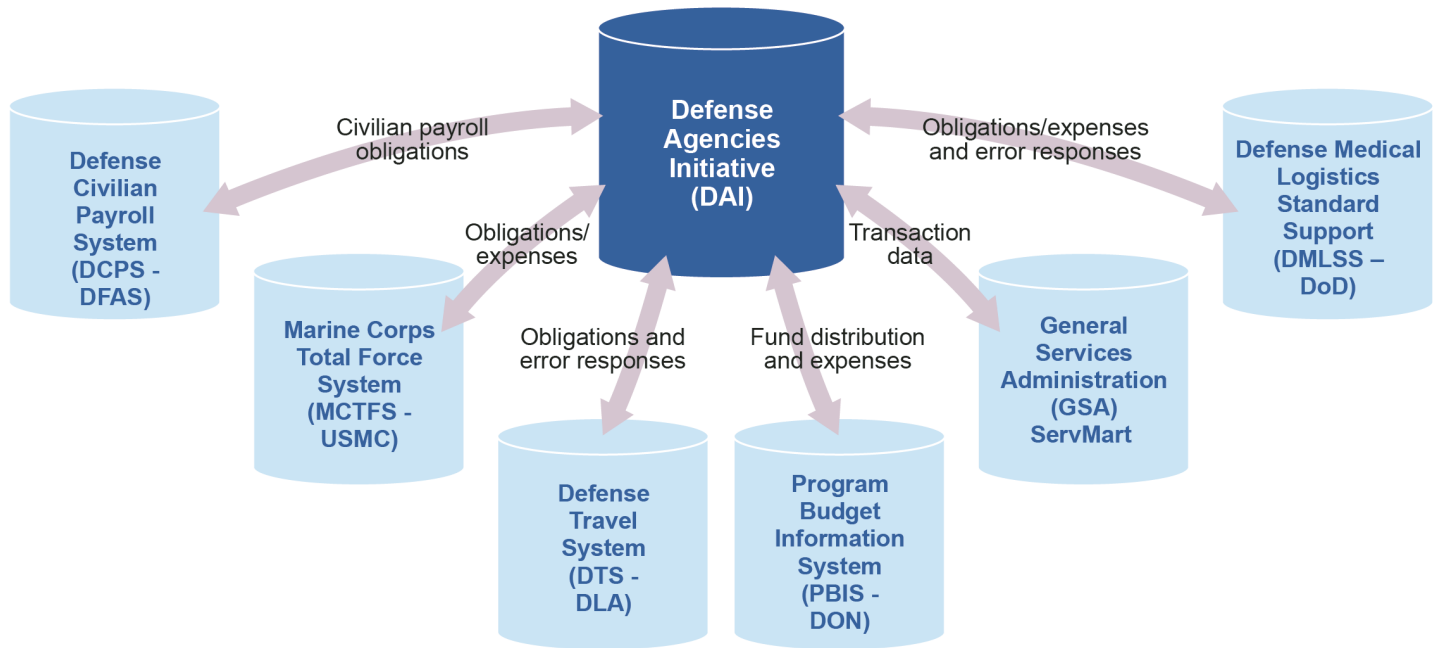 Defense
Agencies
Initiative
(DAI)
Civilian payroll
obligations
Obligations/expenses
and error responses
Defense
Civilian
Payroll
System
(DCPS -
DFAS)
Defense Medical
Logistics
Standard
Support
(DMLSS –
DoD)
Obligations/
expenses
Transaction
data
Marine Corps
Total Force
System
(MCTFS -
USMC)
Obligations and
error responses
Fund distribution
and expenses
General
Services
Administration
(GSA)
ServMart
Defense
Travel
System
(DTS -
DLA)
Program
Budget
Information
System
(PBIS -
DON)